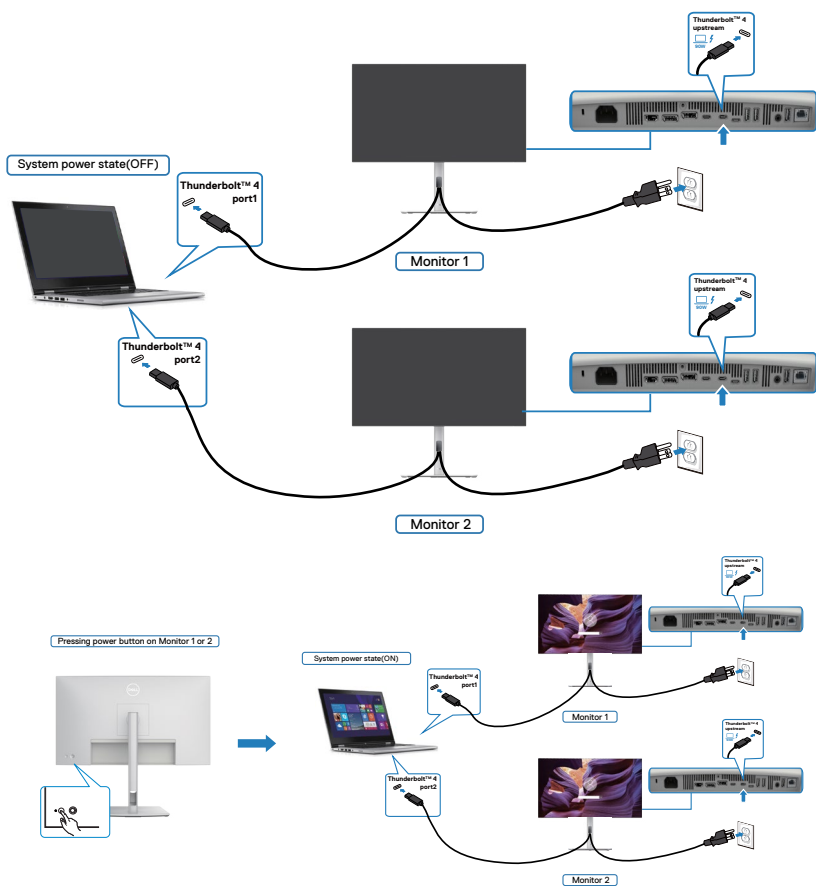 Thunderbolt™ 4
upstream
90W
System power state(OFF)
Thunderbolt™ 4
port1
Monitor 1
Thunderbolt™ 4
upstream
90W
Thunderbolt™ 4
port2
Monitor 2
Pressing power button on Monitor 1 or 2
DELL
System power state(ON)
Thunderbolt™ 4
port1
Thunderbolt™ 4
upstream
Monitor 1
Thunderbolt™ 4
port2
Thunderbolt™ 4
upstream
Monitor 2